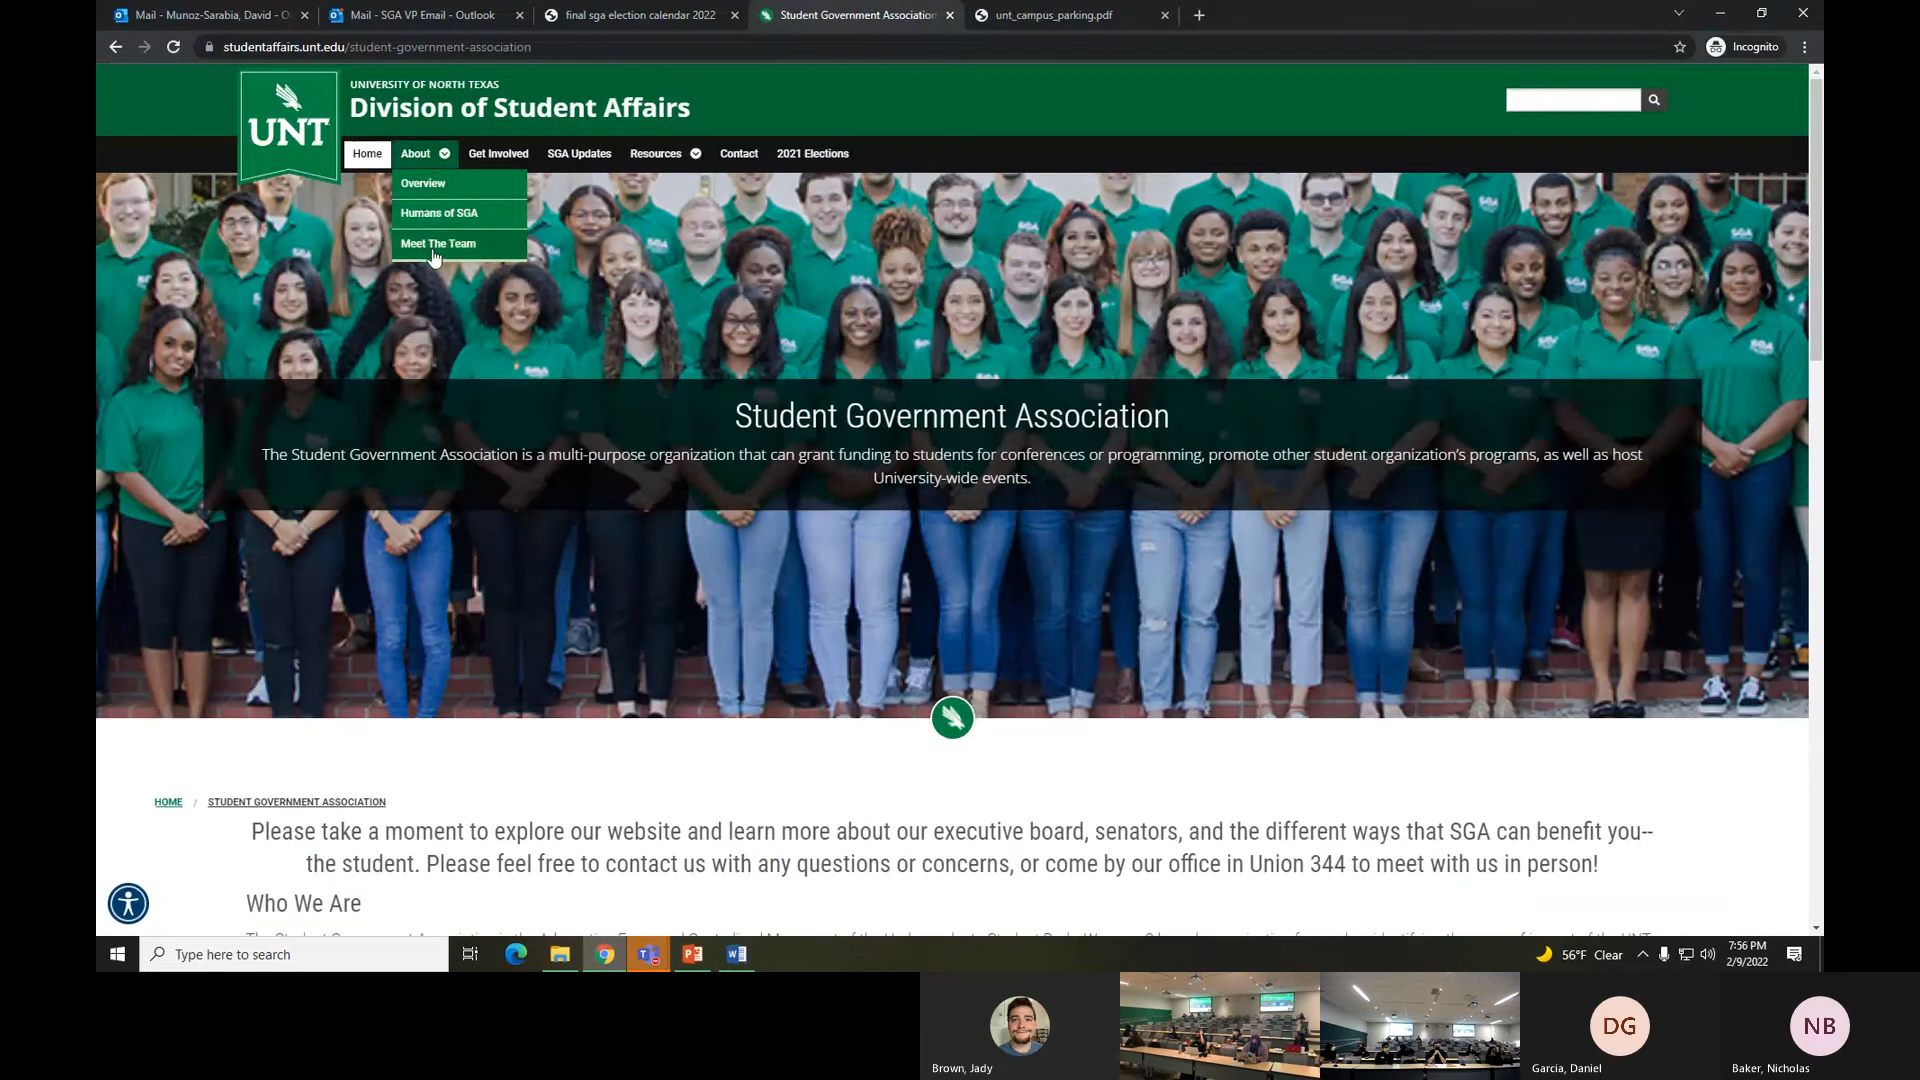 Mail - Munoz-Sarabia, David - O
Mail - SGA VP Email - Outlook
final sga election calendar 2022
Student Government Association
unt_campus_parking.pdf
studentaffairs.unt.edu/student-government-association
Incognito
UNT
UNIVERSITY OF NORTH TEXAS
Division of Student Affairs
Home
About
Get Involved
SGA Updates
Resources
Contact
2021 Elections
Overview
Humans of SGA
Meet The Team
Student Government Association
The Student Government Association is a multi-purpose organization that can grant funding to students for conferences or programming, promote other student organization's programs, as well as host
University-wide events.
HOME / STUDENT GOVERNMENT ASSOCIATION
Please take a moment to explore our website and learn more about our executive board, senators, and the different ways that SGA can benefit you--
the student. Please feel free to contact us with any questions or concerns, or come by our office in Union 344 to meet with us in person!
Who We Are
Type here to search
56°F Clear
7:56 PM
2/9/2022
DG
NB
Brown, Jady
Garcia, Daniel
Baker, Nicholas